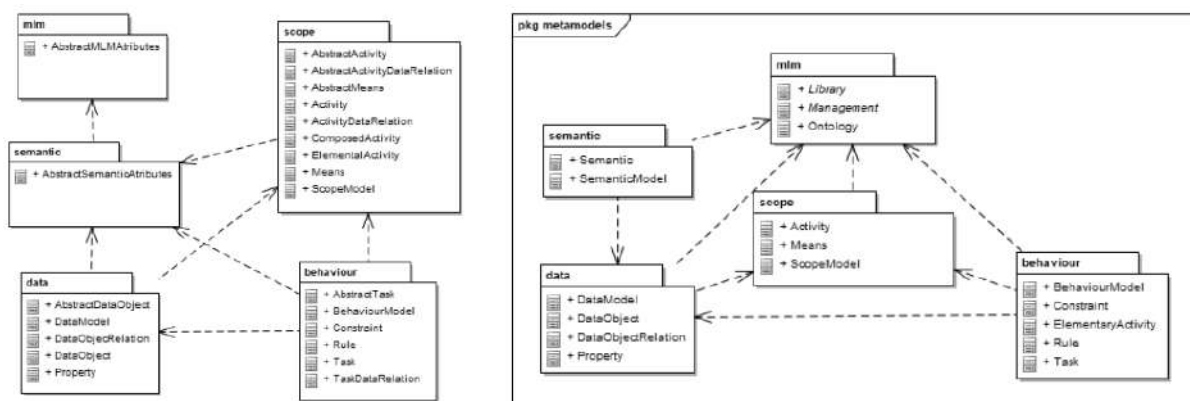 mlm
+ AbstractMLMAtributes
semantic
+ AbstractSemanticAtributes
scope
+ AbstractActivity
+ AbstractActivityDataRelation
+ AbstractMeans
+ Activity
+ ActivityDataRelation
+ ComposedActivity
+ ElementalActivity
+ Means
+ ScopeModel
data
+ AbstractDataObject
+ DataModel
+ DataObjecRelation
+ DataObject
+ Property
behaviour
+ AbstractTask
+ BehaviourModel
+ Constraint
+ Rule
+ Task
+ TaskDataRelation
pkg metamodels
mlm
+ Library
+ Management
+ Ontology
semantic
+ Semantic
+ SemanticModel
scope
+ Activity
+ Means
+ ScopeModel
data
+ DataModel
+ DataObject
+ DataObjectRelation
+ Property
behaviour
+ BehaviourModel
+ Constraint
+ ElementaryActivity
+ Rule
+ Task